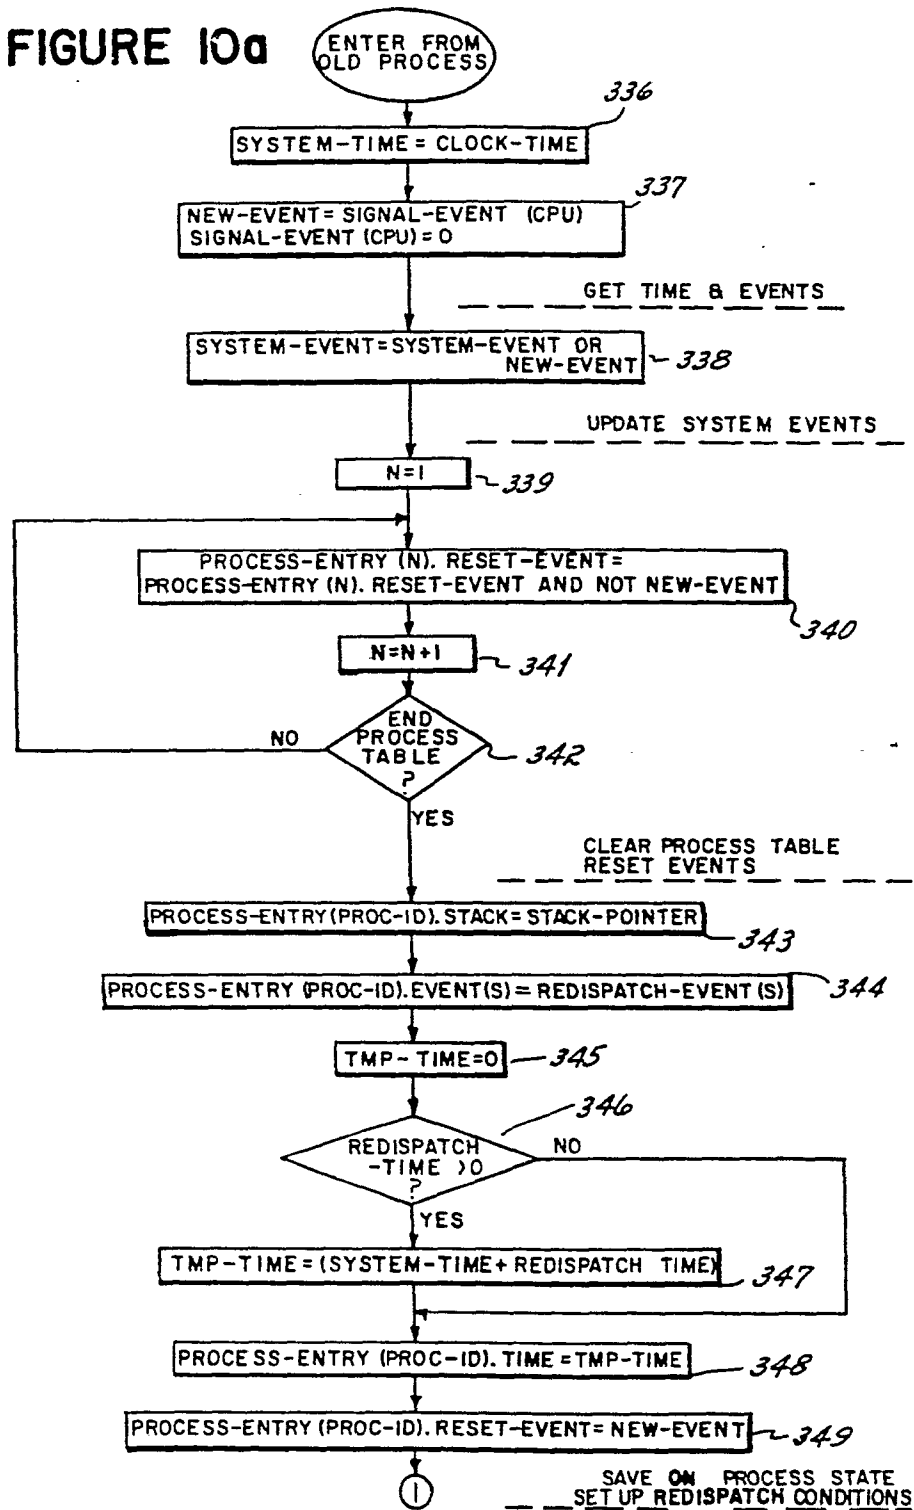 FIGURE 10a
ENTER FROM
OLD PROCESS
336
SYSTEM-TIME = CLOCK-TIME
337
NEW-EVENT = SIGNAL-EVENT (CPU)
SIGNAL-EVENT (CPU) = 0
GET TIME & EVENTS
SYSTEM-EVENT = SYSTEM-EVENT OR
NEW-EVENT
338
UPDATE SYSTEM EVENTS
N=1
339
PROCESS-ENTRY (N). RESET-EVENT =
PROCESS-ENTRY (N). RESET-EVENT AND NOT NEW-EVENT
340
N=N+1
341
END
PROCESS
TABLE
?
NO
342
YES
CLEAR PROCESS TABLE
RESET EVENTS
PROCESS-ENTRY (PROC-ID). STACK = STACK-POINTER
343
PROCESS-ENTRY (PROC-ID). EVENT(S) = REDISPATCH-EVENT(S)
344
TMP-TIME=0
345
346
REDISPATCH
-TIME >0
?
NO
YES
TMP-TIME = (SYSTEM-TIME + REDISPATCH TIME)
347
PROCESS-ENTRY (PROC-ID). TIME = TMP-TIME
348
PROCESS-ENTRY (PROC-ID). RESET-EVENT = NEW-EVENT
349
1
SAVE ON PROCESS STATE
SET UP REDISPATCH CONDITIONS